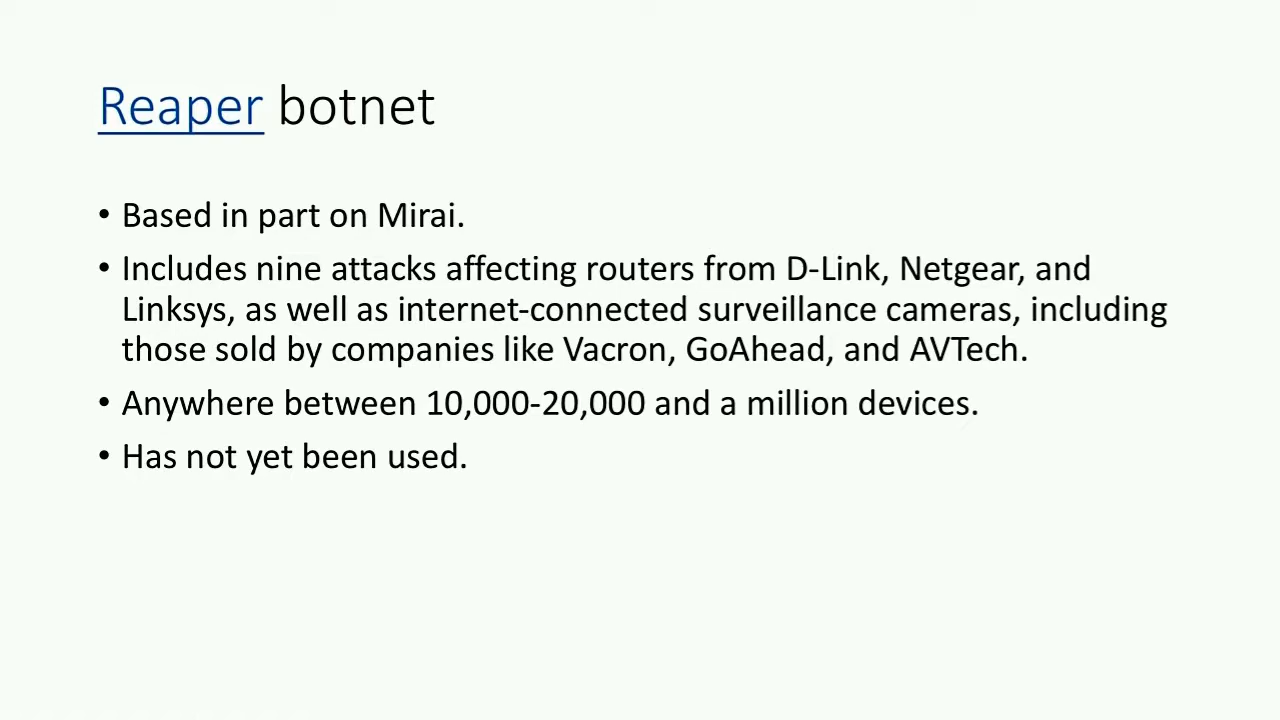 Reaper botnet
• Based in part on Mirai.
• Includes nine attacks affecting routers from D-Link, Netgear, and
Linksys, as well as internet-connected surveillance cameras, including
those sold by companies like Vacron, GoAhead, and AVTech.
• Anywhere between 10,000-20,000 and a million devices.
• Has not yet been used.